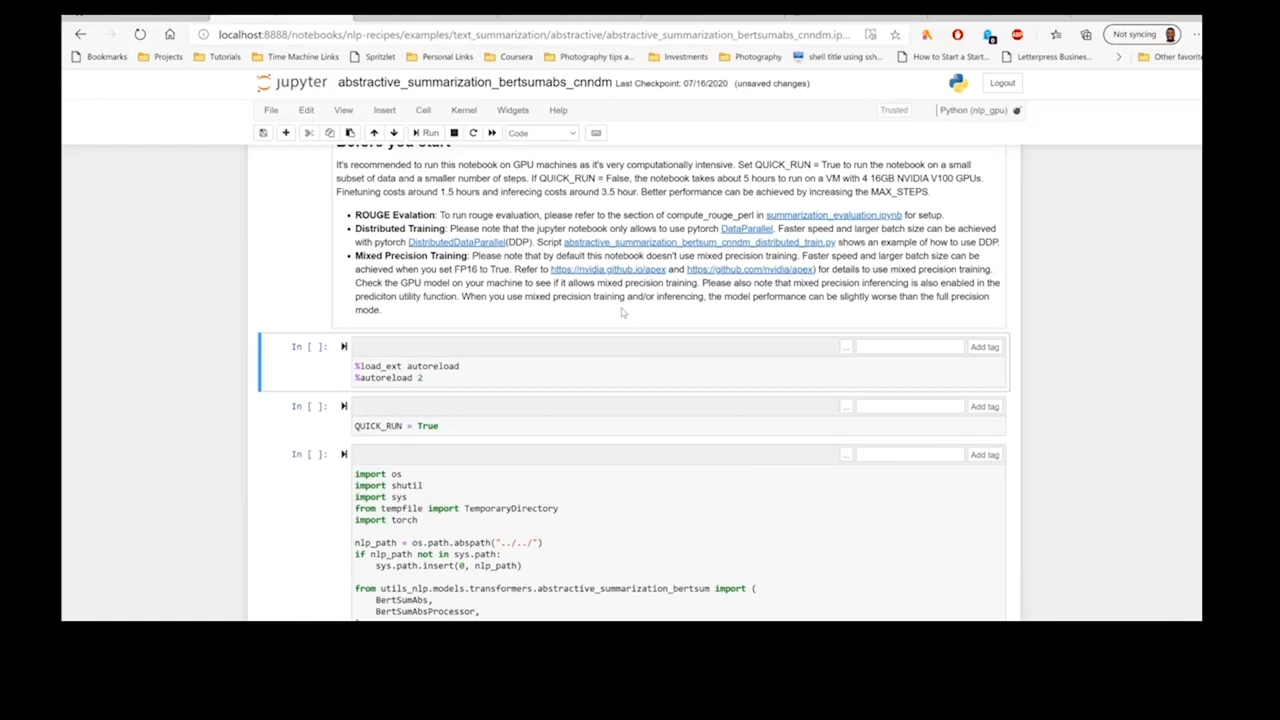 localhost:8888/notebooks/nlp-recipes/examples/text_summarization/abstractive/abstractive_summarization_bertsumabs_cnndm.ip...
Not syncing
Bookmarks Projects Tutorials Time Machine Links Spritzlet Personal Links Coursera Photography tips a... Investments Photography shell title using ssh... How to Start a Start... Letterpress Busines... Other favorite
jupyter abstractive_summarization_bertsumabs_cnndm Last Checkpoint: 07/16/2020 (unsaved changes) Logout
File Edit View Insert Cell Kernel Widgets Help Trusted Python (nlp_gpu)
Run Code
Before you start
It's recommended to run this notebook on GPU machines as it's very computationally intensive. Set QUICK_RUN = True to run the notebook on a small
subset of data and a smaller number of steps. If QUICK_RUN = False, the notebook takes about 5 hours to run on a VM with 4 16GB NVIDIA V100 GPUs.
Finetuning costs around 1.5 hours and inferecing costs around 3.5 hour. Better performance can be achieved by increasing the MAX_STEPS.
• ROUGE Evalation: To run rouge evaluation, please refer to the section of compute_rouge_perl in summarization_evaluation.ipynb for setup.
• Distributed Training: Please note that the jupyter notebook only allows to use pytorch DataParallel. Faster speed and larger batch size can be achieved
with pytorch DistributedDataParallel(DDP). Script abstractive_summarization_bertsum_cnndm_distributed_train.py shows an example of how to use DDP.
• Mixed Precision Training: Please note that by default this notebook doesn't use mixed precision training. Faster speed and larger batch size can be
achieved when you set FP16 to True. Refer to https://nvidia.github.io/apex and https://github.com/nvidia/apex) for details to use mixed precision training.
Check the GPU model on your machine to see if it allows mixed precision training. Please also note that mixed precision inferencing is also enabled in the
prediciton utility function. When you use mixed precision training and/or inferencing, the model performance can be slightly worse than the full precision
mode.
In [ ]: ... Add tag
%load_ext autoreload
%autoreload 2
In [ ]: ... Add tag
QUICK_RUN = True
In [ ]: ... Add tag
import os
import shutil
import sys
from tempfile import TemporaryDirectory
import torch
nlp_path = os.path.abspath("../../")
if nlp_path not in sys.path:
sys.path.insert(0, nlp_path)
from utils_nlp.models.transformers.abstractive_summarization_bertsum import (
BertSumAbs,
BertSumAbsProcessor,